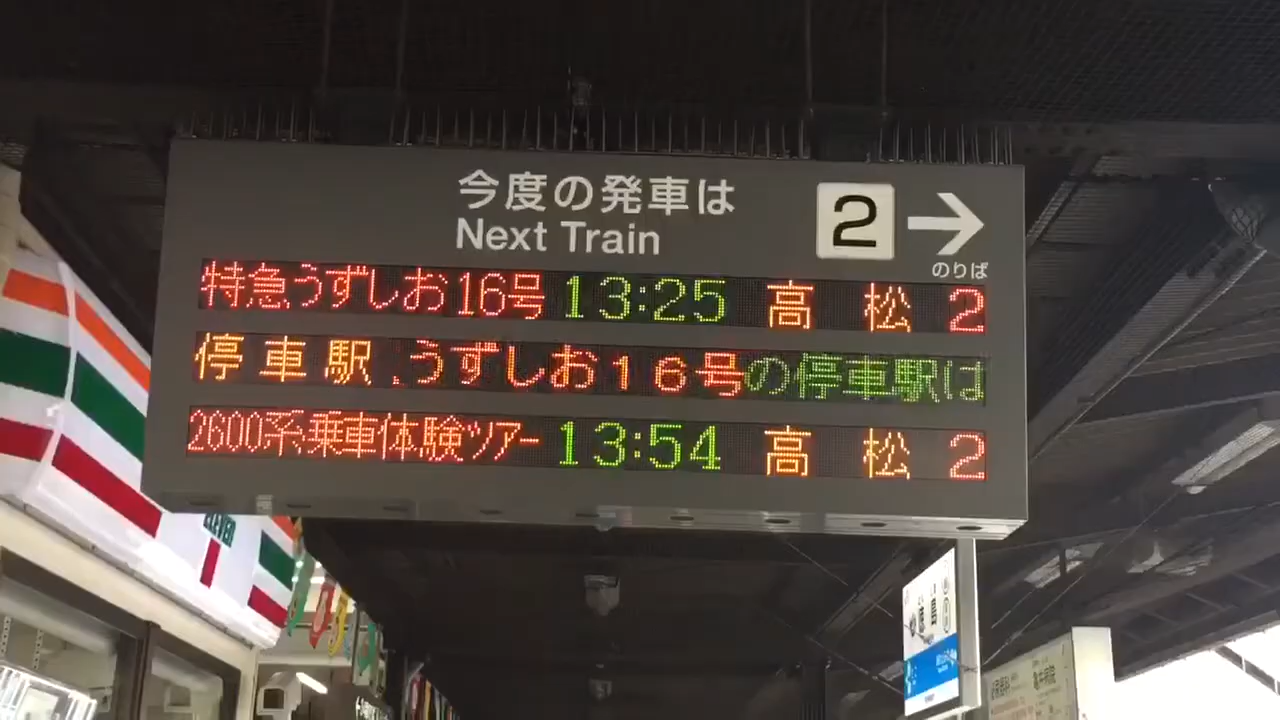 今度の発車は
Next Train
2
のりば
特急うずしお16号 13:25 高松 2
停車駅:うずしお16号の停車駅は
2600系乗車体験ツアー 13:54 高松 2
ELEVEN